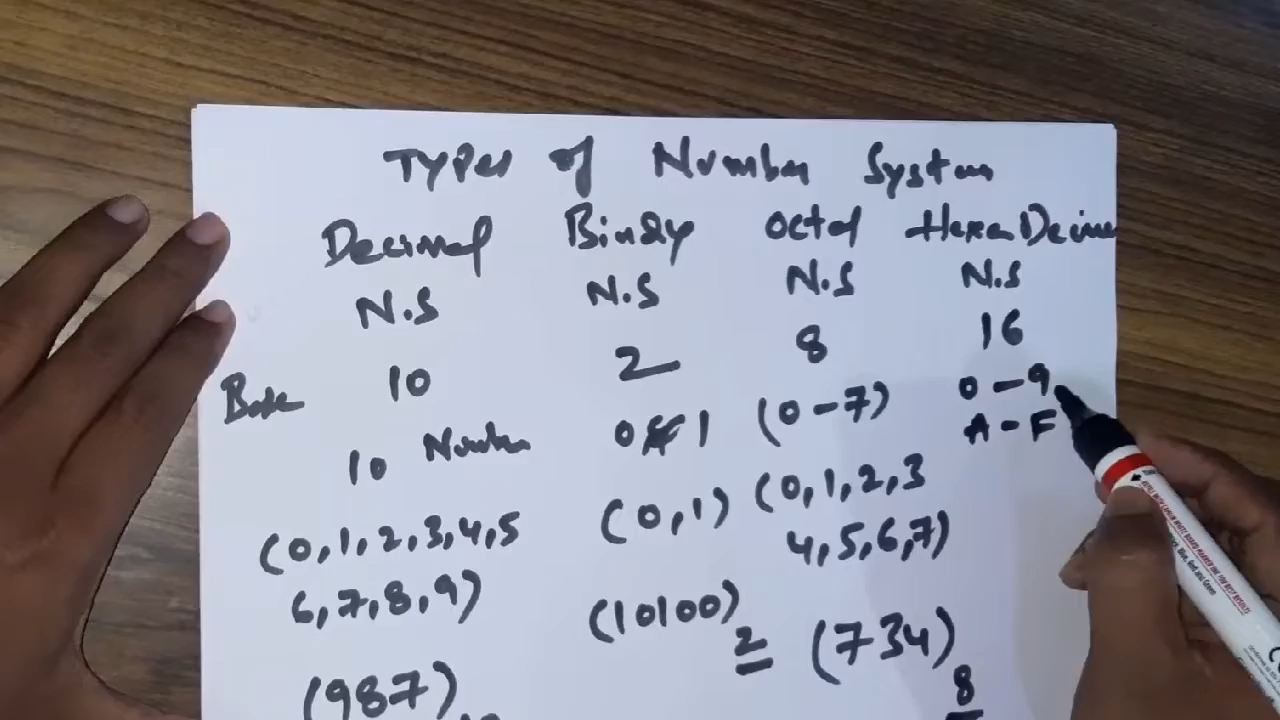 Types of Number System
Decimal Binary Octal Hexa Decima
N.S N.S N.S N.S
Base 10 2 8 16
10 Number 0 1 (0-7) 0-9
A-F
(0,1,2,3,4,5 (0,1) (0,1,2,3
6,7,8,9) 4,5,6,7)
(987) (10100)2 (734)8